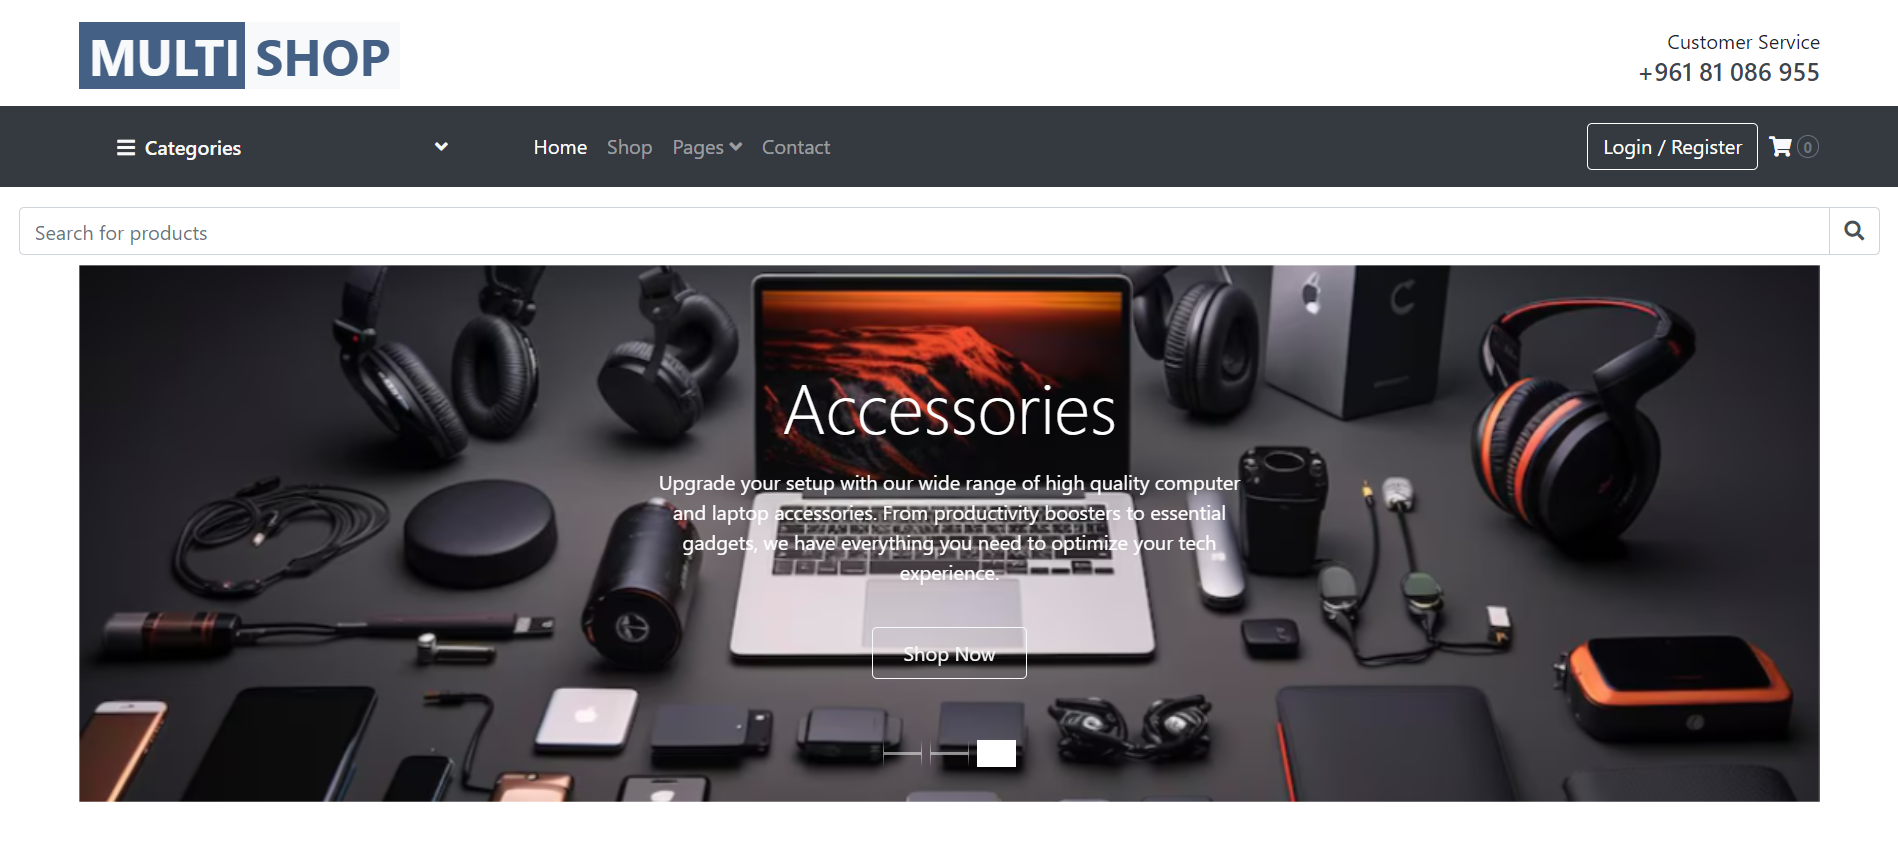 MULTI SHOP
Customer Service
+961 81 086 955
Categories
Home Shop Pages Contact
Login / Register 0
Search for products
Accessories
Upgrade your setup with our wide range of high quality computer
and laptop accessories. From productivity boosters to essential
gadgets, we have everything you need to optimize your tech
experience.
Shop Now